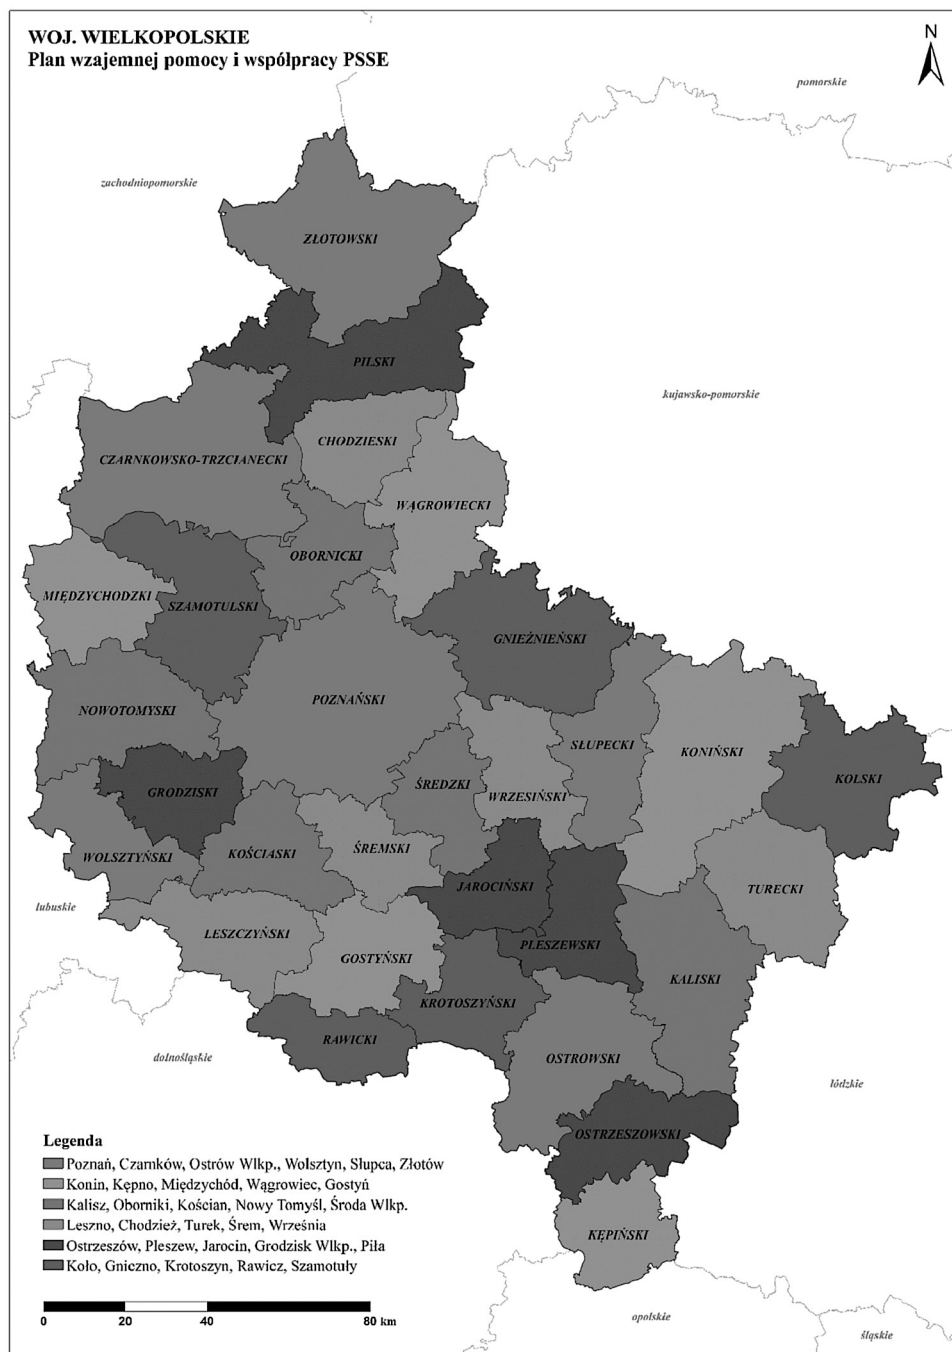 WOJ. WIELKOPOLSKIE
Plan wzajemnej pomocy i współpracy PSSE
N
pomorskie
zachodniopomorskie
ZŁOTOWSKI
PILSKI
kujawsko-pomorskie
CHODZIESKI
CZARNKOWSKO-TRZCIANECKI
WĄGROWIECKI
OBORNICKI
MIĘDZYCHODZKI
SZAMOTULSKI
GNIEŹNIEŃSKI
POZNAŃSKI
NOWOTOMYSKI
SŁUPECKI
KONIŃSKI
KOLSKI
ŚREDZKI
GRODZISKI
WRZESIŃSKI
ŚREMSKI
KOŚCIASKI
WOLSZTYŃSKI
JAROCIŃSKI
TURECKI
lubuskie
LESZCZYŃSKI
PLESZEWSKI
GOSTYŃSKI
KALISKI
KROTOSZYŃSKI
RAWICKI
dolnośląskie
OSTROWSKI
łódzkie
OSTRZESZOWSKI
KĘPIŃSKI
Legenda
Poznań, Czarnków, Ostrów Wlkp., Wolsztyn, Słupca, Złotów
Konin, Kępno, Międzychód, Wągrowiec, Gostyń
Kalisz, Oborniki, Kościan, Nowy Tomyśl, Środa Wlkp.
Leszno, Chodzież, Turek, Śrem, Września
Ostrzeszów, Pleszew, Jarocin, Grodzisk Wlkp., Piła
Koło, Gniezno, Krotoszyn, Rawicz, Szamotuły
0 20 40 80 km
opolskie
śląskie